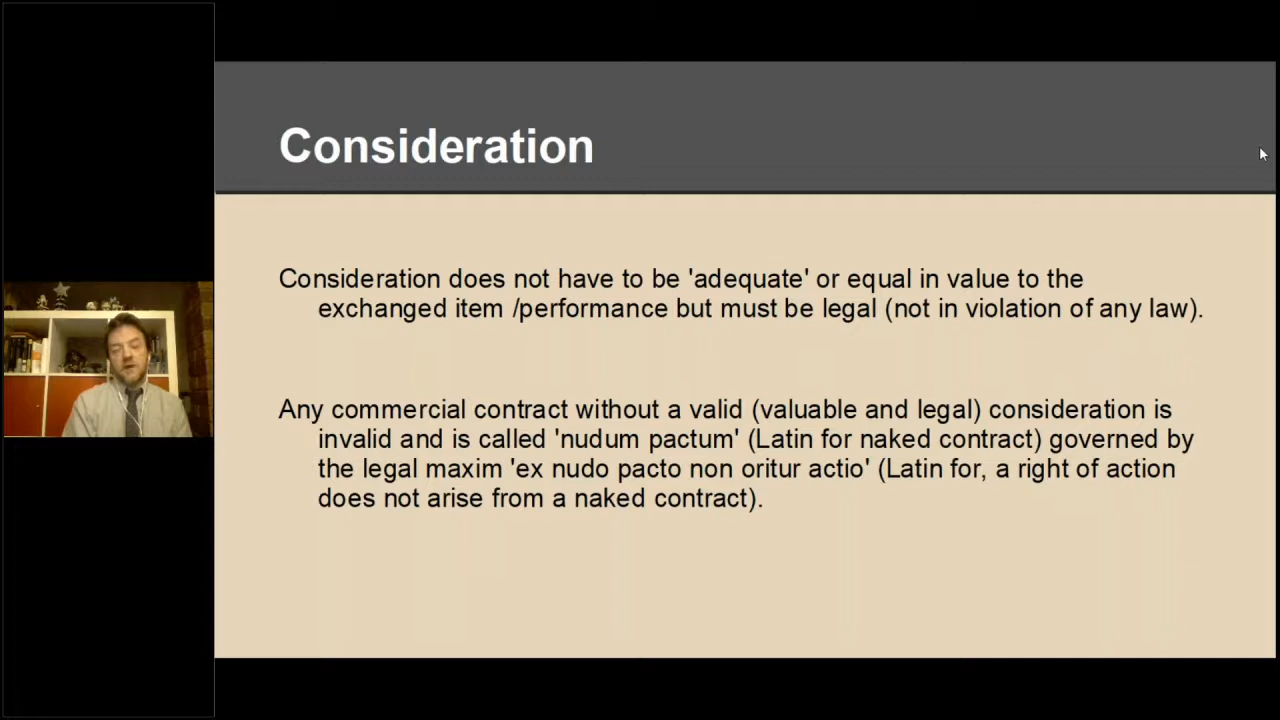 Consideration
Consideration does not have to be 'adequate' or equal in value to the
exchanged item /performance but must be legal (not in violation of any law).
Any commercial contract without a valid (valuable and legal) consideration is
invalid and is called 'nudum pactum' (Latin for naked contract) governed by
the legal maxim 'ex nudo pacto non oritur actio' (Latin for, a right of action
does not arise from a naked contract).